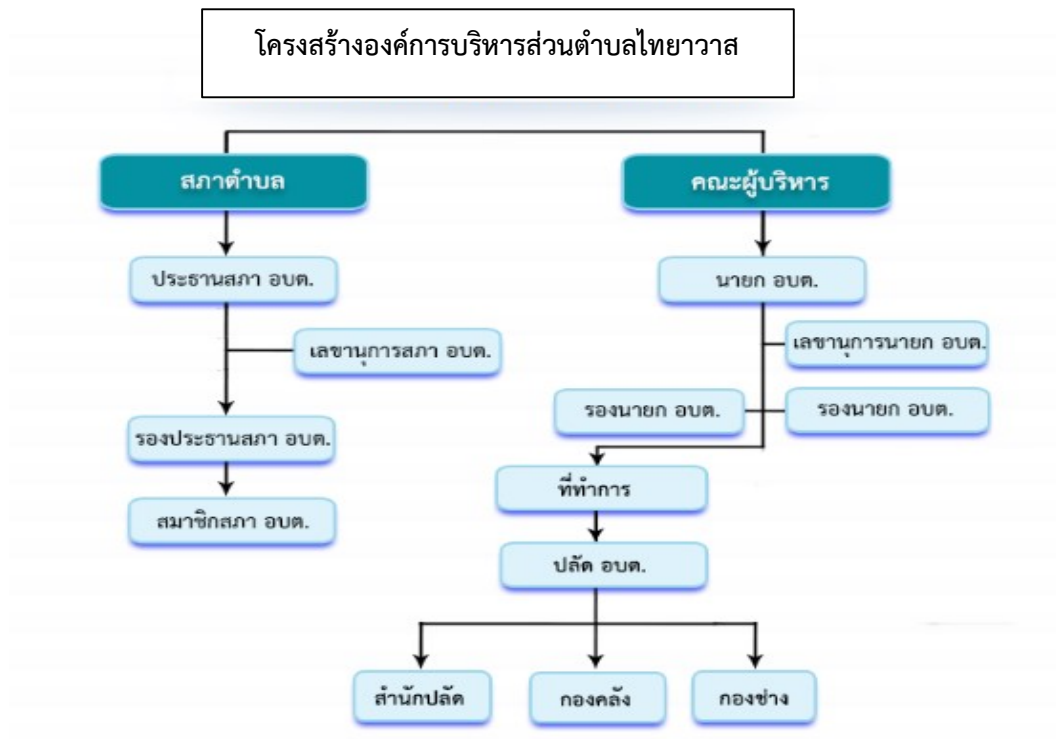 โครงสร้างองค์การบริหารส่วนตำบลไทยาวาส
สภาตำบล
คณะผู้บริหาร
ประธานสภา อบต.
นายก อบต.
เลขานุการสภา อบต.
เลขานุการนายก อบต.
รองนายก อบต.
รองนายก อบต.
รองประธานสภา อบต.
ที่ทำการ
สมาชิกสภา อบต.
ปลัด อบต.
สำนักปลัด
กองคลัง
กองช่าง